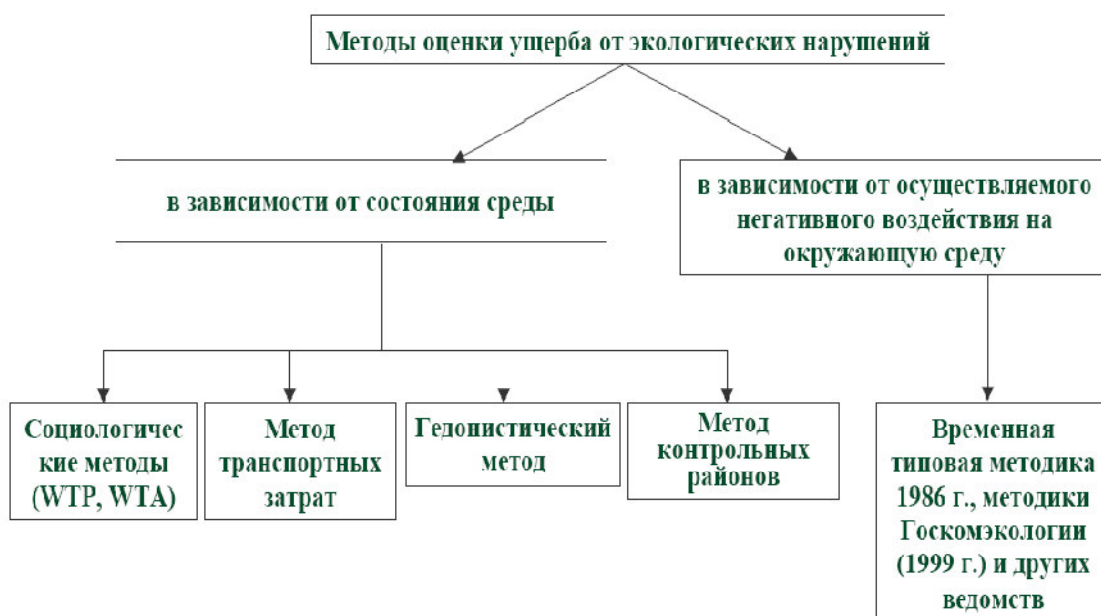 Методы оценки ущерба от экологических нарушений
в зависимости от состояния среды
в зависимости от осуществляемого
негативного воздействия на
окружающую среду
Социологичес
кие методы
(WTP, WTA)
Метод
транспортных
затрат
Гедонистический
метод
Метод
контрольных
районов
Временная
типовая методика
1986 г., методики
Госкомэкологии
(1999 г.) и других
ведомств